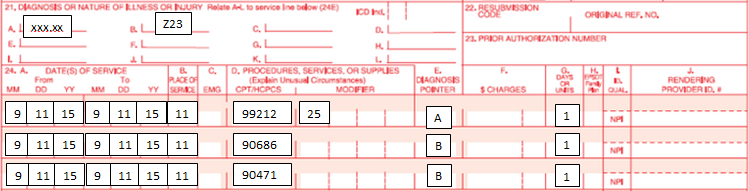 21. DIAGNOSIS OR NATURE OF ILLNESS OR INJURY Relate A-L to service line below (24E) ICD Ind. 22. RESUBMISSION CODE ORIGINAL REF. NO.
A. xxx.xx B. Z23 C. D.
23. PRIOR AUTHORIZATION NUMBER
E. F. G. H.
I. J. K. L.
24. A. DATE(S) OF SERVICE B. C. D. PROCEDURES, SERVICES, OR SUPPLIES E. F. G. H. I. J.
From To PLACE OF (Explain Unusual Circumstances) DIAGNOSIS DAYS OR EPSDT Family ID. RENDERING
MM DD YY MM DD YY SERVICE EMG CPT/HCPCS MODIFIER POINTER $ CHARGES UNITS Plan QUAL. PROVIDER ID. #
9 11 15 9 11 15 11 99212 25 A 1 NPI
9 11 15 9 11 15 11 90686 B 1 NPI
9 11 15 9 11 15 11 90471 B 1 NPI